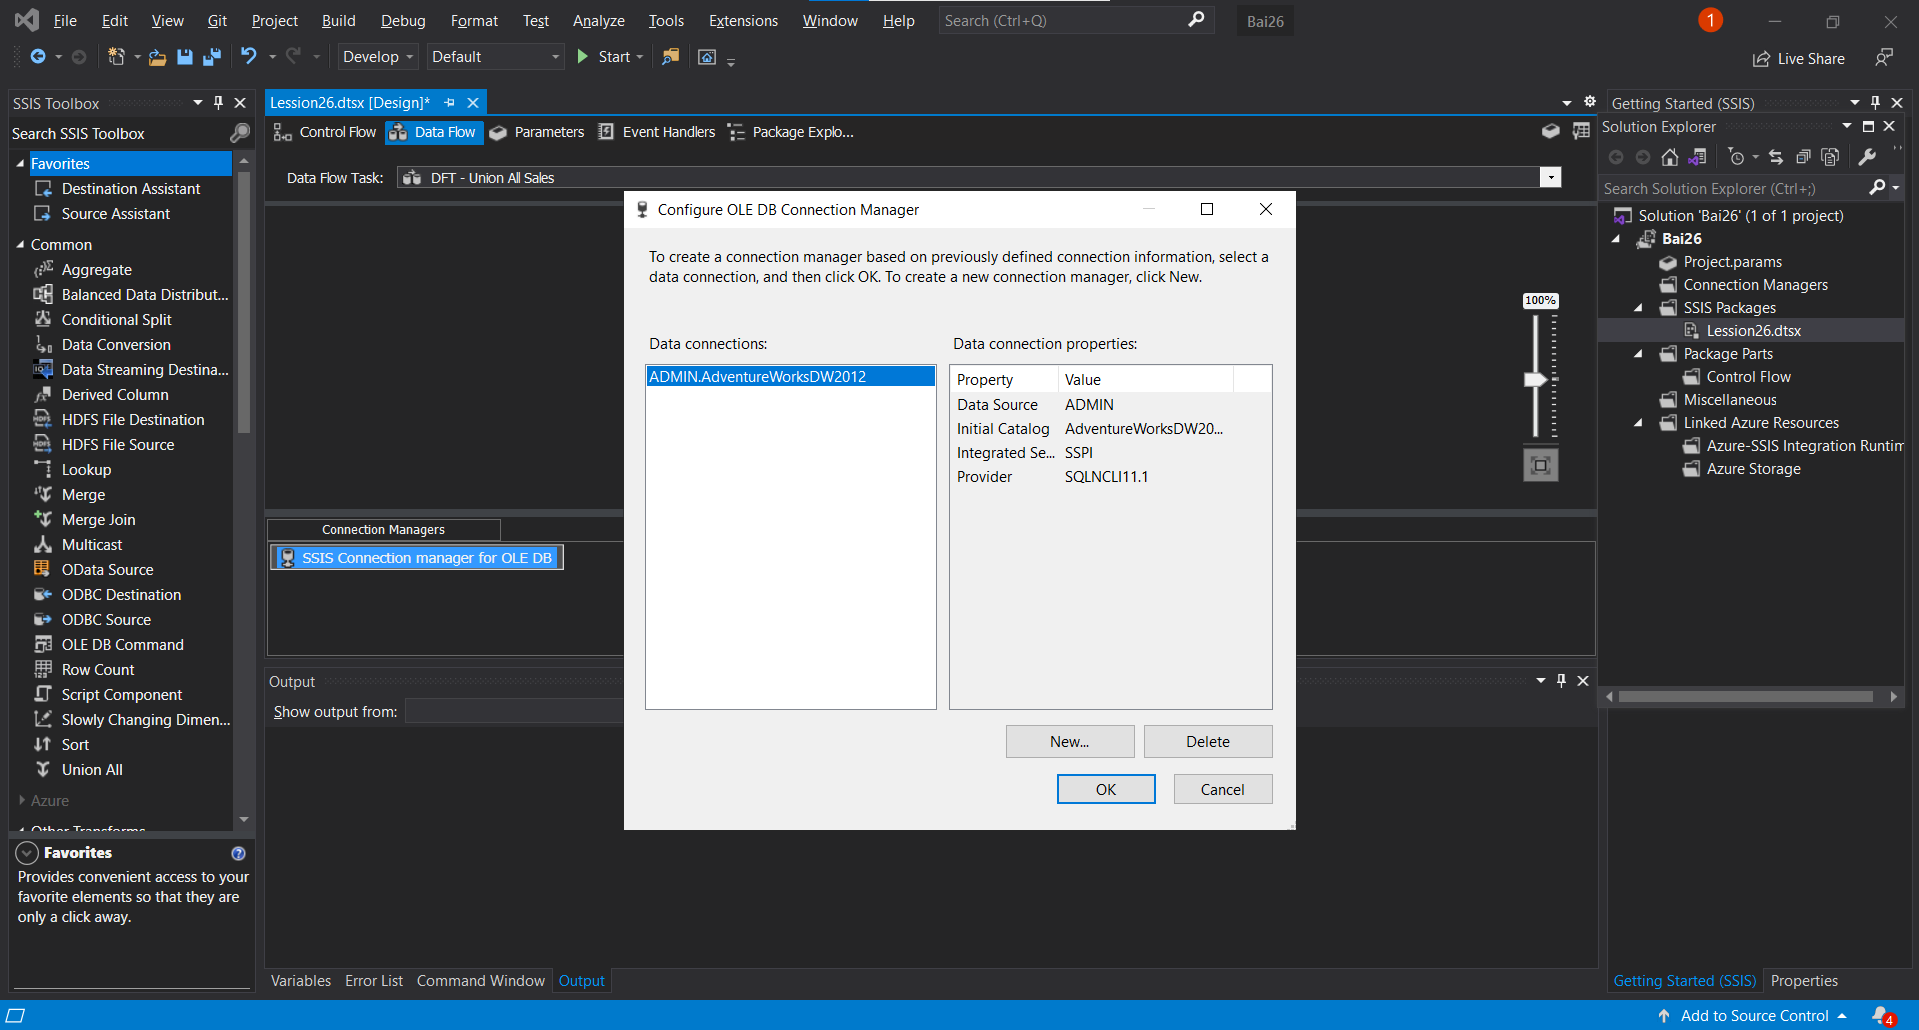 File Edit View Git Project Build Debug Format Test Analyze Tools Extensions Window Help Search (Ctrl+Q) Bai26 1
Develop Default Start Live Share
SSIS Toolbox
Search SSIS Toolbox
Favorites
Destination Assistant
Source Assistant
Common
Aggregate
Balanced Data Distribut...
Conditional Split
Data Conversion
Data Streaming Destina...
Derived Column
HDFS File Destination
HDFS File Source
Lookup
Merge
Merge Join
Multicast
OData Source
ODBC Destination
ODBC Source
OLE DB Command
Row Count
Script Component
Slowly Changing Dimen...
Sort
Union All
Azure
Other Transforms
Favorites
Provides convenient access to your
favorite elements so that they are
only a click away.
Lession26.dtsx [Design]*
Control Flow Data Flow Parameters Event Handlers Package Explo...
Data Flow Task: DFT - Union All Sales
100%
Connection Managers
SSIS Connection manager for OLE DB
Configure OLE DB Connection Manager
To create a connection manager based on previously defined connection information, select a
data connection, and then click OK. To create a new connection manager, click New.
Data connections:
ADMIN.AdventureWorksDW2012
Data connection properties:
Property Value
Data Source ADMIN
Initial Catalog AdventureWorksDW20...
Integrated Se... SSPI
Provider SQLNCLI11.1
New... Delete
OK Cancel
Output
Show output from:
Variables Error List Command Window Output
Getting Started (SSIS)
Solution Explorer
Search Solution Explorer (Ctrl+;)
Solution 'Bai26' (1 of 1 project)
Bai26
Project.params
Connection Managers
SSIS Packages
Lession26.dtsx
Package Parts
Control Flow
Miscellaneous
Linked Azure Resources
Azure-SSIS Integration Runtim
Azure Storage
Getting Started (SSIS) Properties
Add to Source Control 4